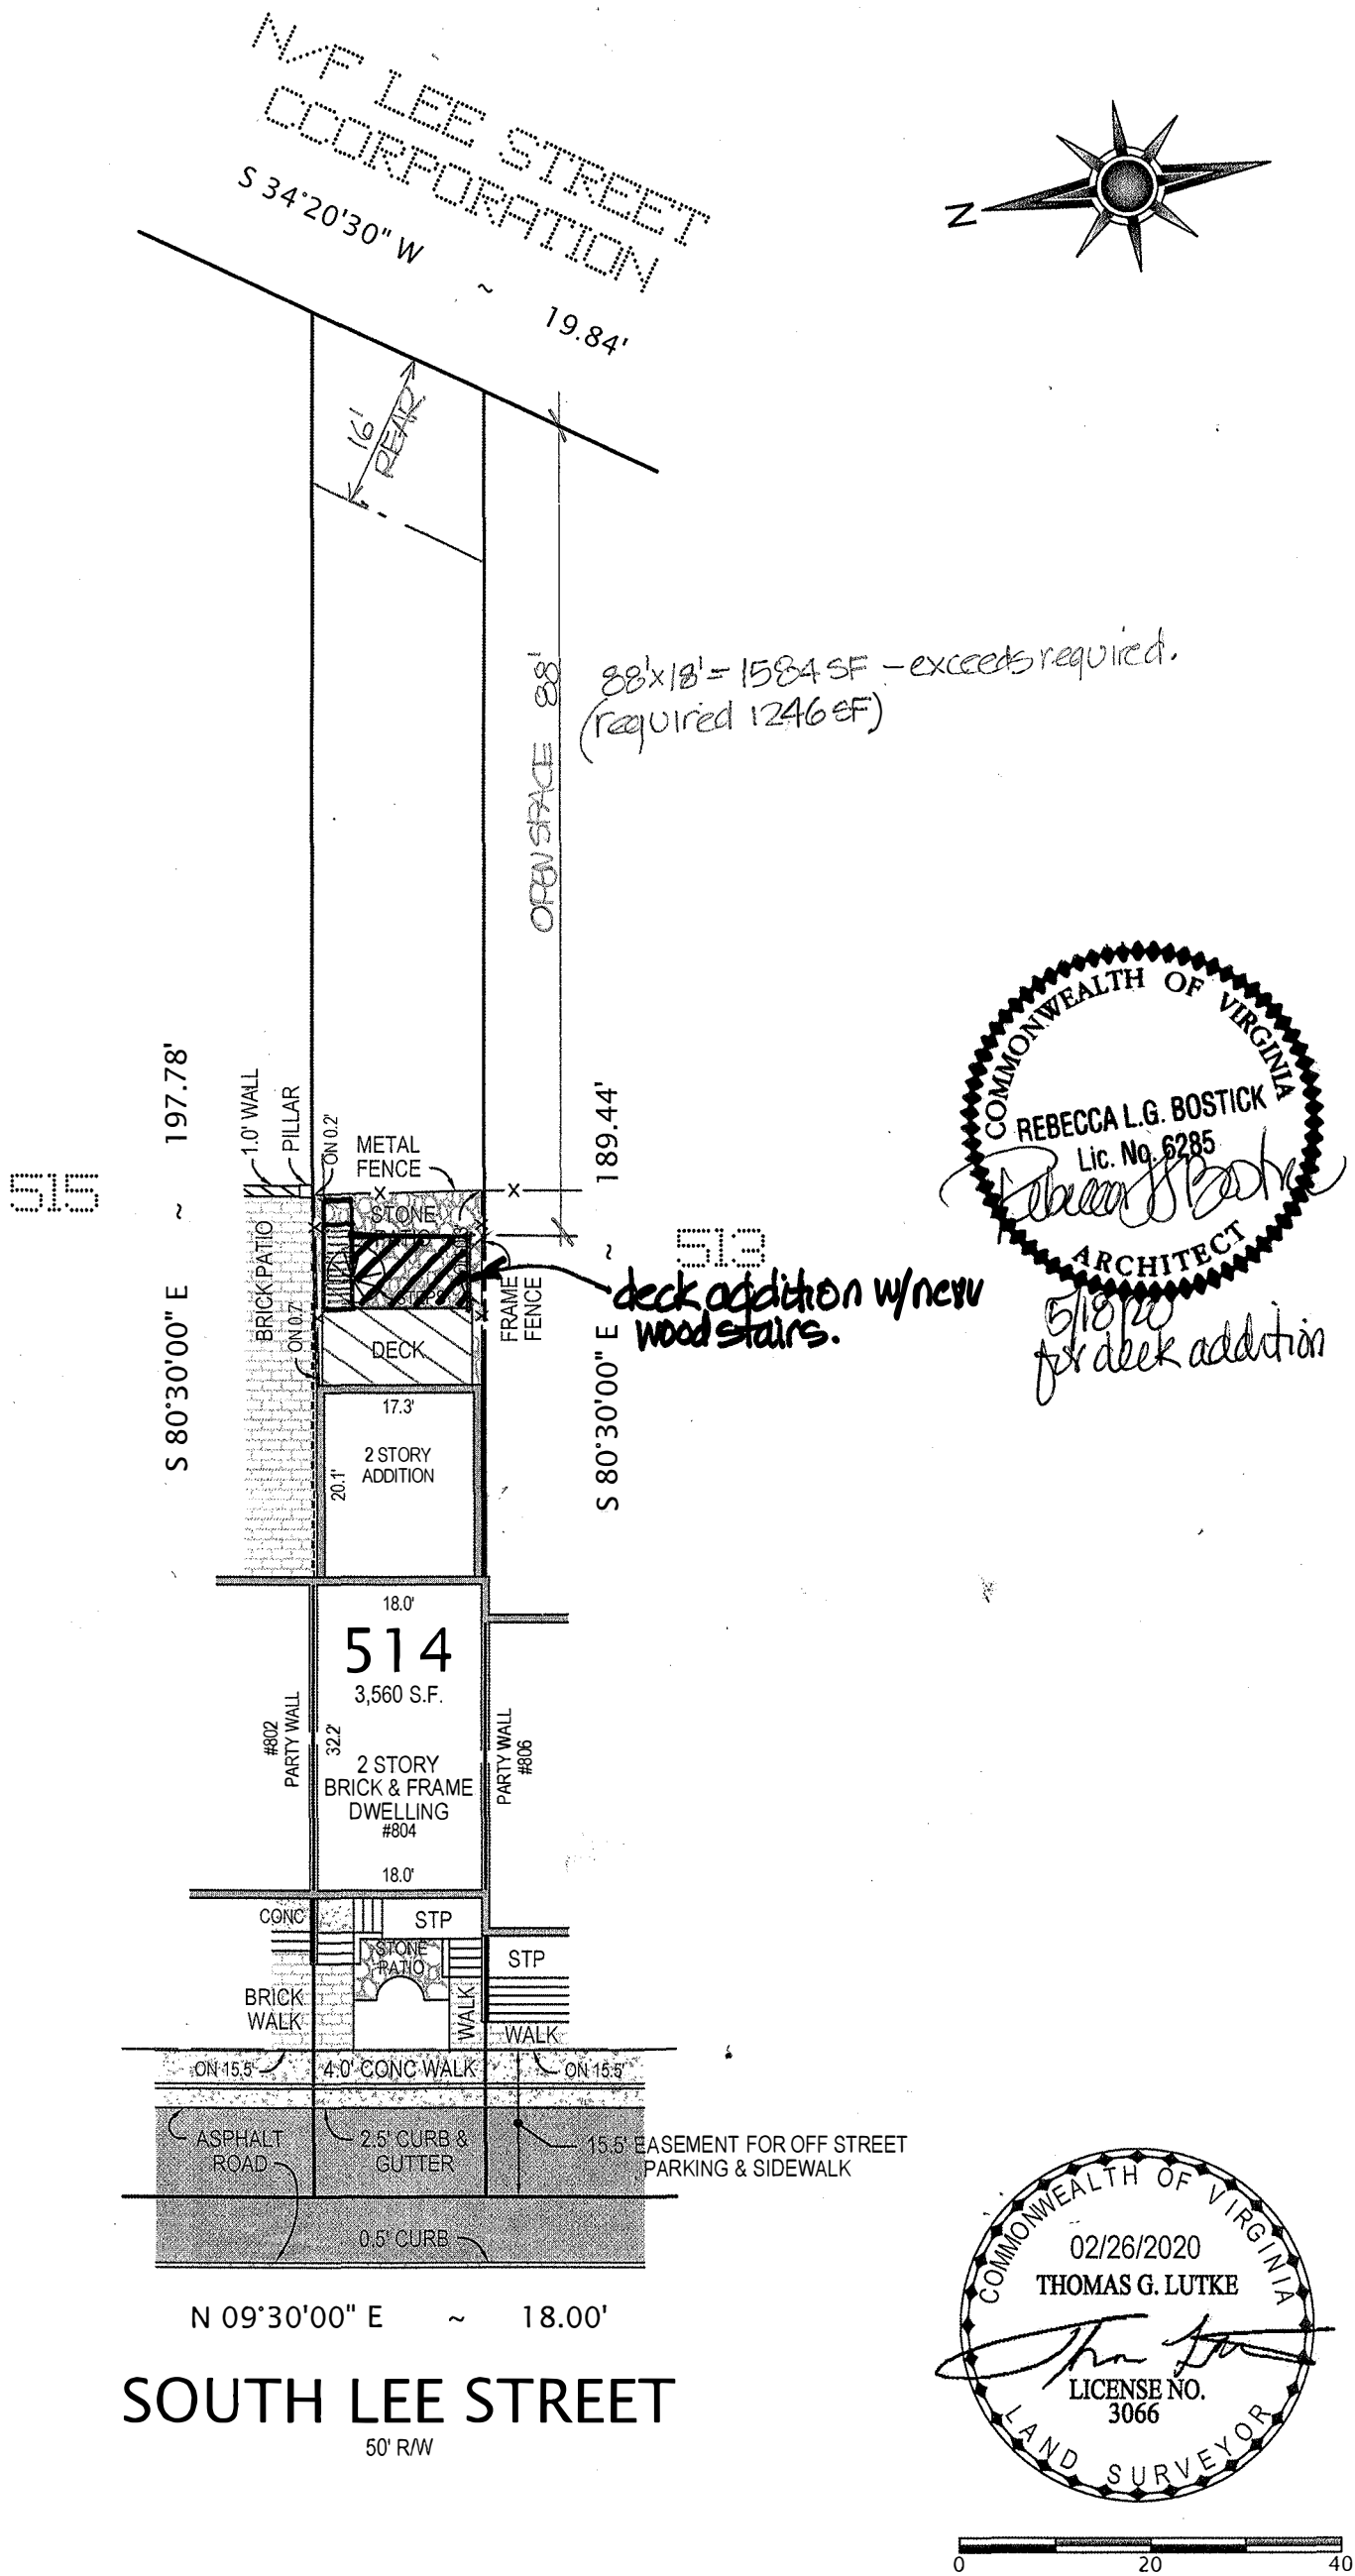 N/F LEE STREET
CCORPORATION
S 34°20'30" W ~ 19.84'
N
16'
REAR
OPEN SPACE 88'
88'x18' = 1584 SF - exceeds required.
(required 1246 SF)
S 80°30'00" E ~ 197.78'
S 80°30'00" E ~ 189.44'
515
513
1.0' WALL
PILLAR
ON 0.2'
METAL
FENCE
STONE
BRICK PATIO
ON 0.7'
DECK
FRAME
FENCE
deck addition w/new
wood stairs.
COMMONWEALTH OF VIRGINIA
REBECCA L.G. BOSTICK
Lic. No. 6285
ARCHITECT
5/18/20
for deck addition
17.3'
2 STORY
ADDITION
20.1'
18.0'
514
3,560 S.F.
#802
PARTY WALL
32.2'
PARTY WALL
#806
2 STORY
BRICK & FRAME
DWELLING
#804
18.0'
CONC
STP
STONE
PATIO
STP
BRICK
WALK
WALK
WALK
ON 15.5'
4.0' CONC WALK
ON 15.5'
ASPHALT
ROAD
2.5' CURB &
GUTTER
15.5' EASEMENT FOR OFF STREET
PARKING & SIDEWALK
0.5' CURB
N 09°30'00" E ~ 18.00'
SOUTH LEE STREET
50' R/W
COMMONWEALTH OF VIRGINIA
02/26/2020
THOMAS G. LUTKE
LICENSE NO.
3066
LAND SURVEYOR
0 20 40